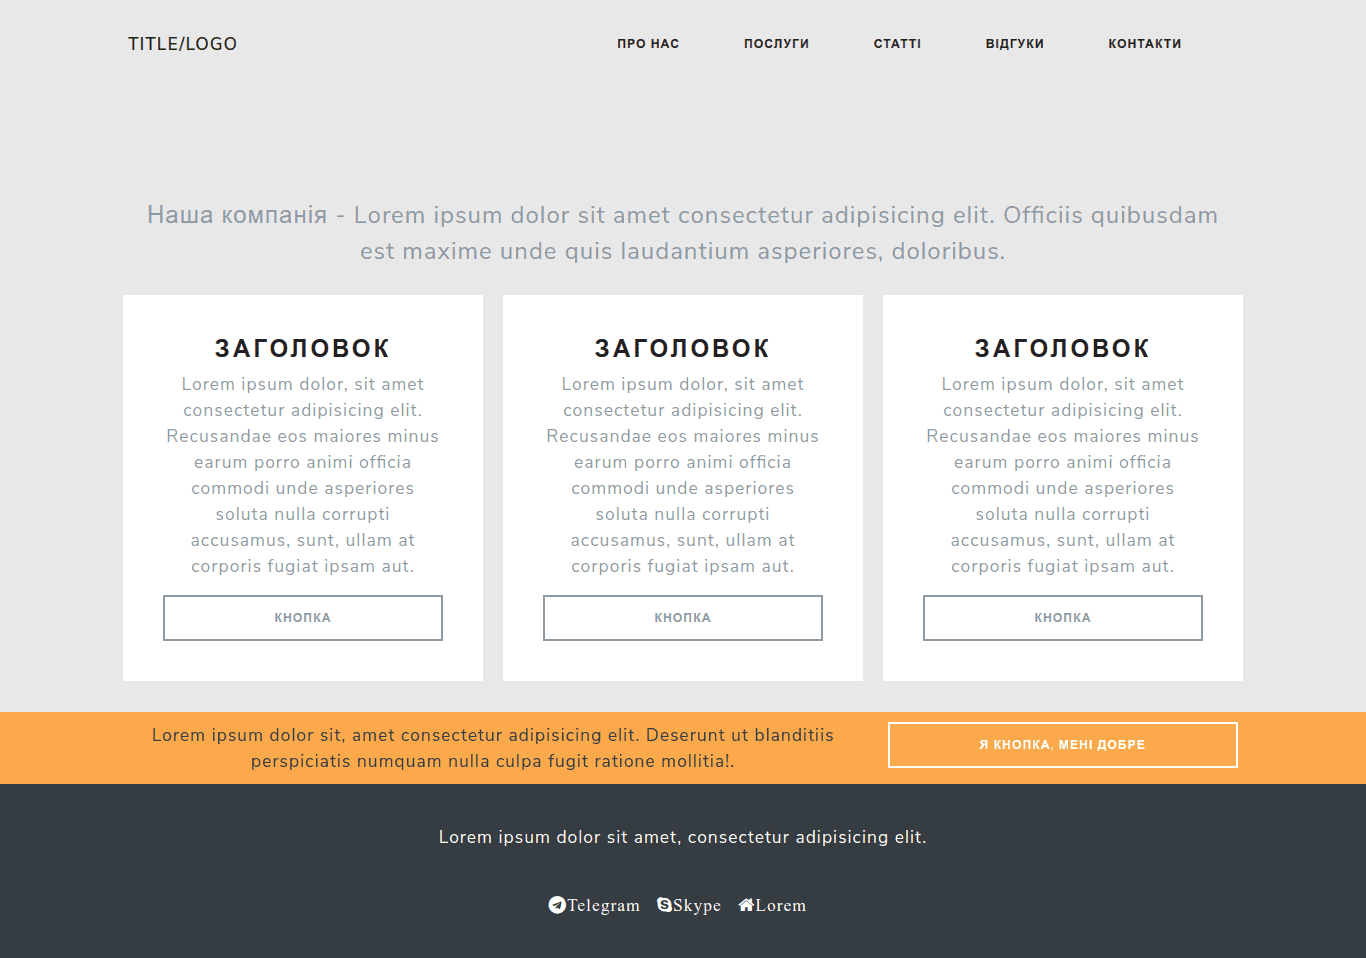 TITLE/LOGO
ПРО НАС
ПОСЛУГИ
СТАТТІ
ВІДГУКИ
КОНТАКТИ
Наша компанія - Lorem ipsum dolor sit amet consectetur adipisicing elit. Officiis quibusdam
est maxime unde quis laudantium asperiores, doloribus.
ЗАГОЛОВОК
Lorem ipsum dolor, sit amet
consectetur adipisicing elit.
Recusandae eos maiores minus
earum porro animi officia
commodi unde asperiores
soluta nulla corrupti
accusamus, sunt, ullam at
corporis fugiat ipsam aut.
КНОПКА
ЗАГОЛОВОК
Lorem ipsum dolor, sit amet
consectetur adipisicing elit.
Recusandae eos maiores minus
earum porro animi officia
commodi unde asperiores
soluta nulla corrupti
accusamus, sunt, ullam at
corporis fugiat ipsam aut.
КНОПКА
ЗАГОЛОВОК
Lorem ipsum dolor, sit amet
consectetur adipisicing elit.
Recusandae eos maiores minus
earum porro animi officia
commodi unde asperiores
soluta nulla corrupti
accusamus, sunt, ullam at
corporis fugiat ipsam aut.
КНОПКА
Lorem ipsum dolor sit, amet consectetur adipisicing elit. Deserunt ut blanditiis
perspiciatis numquam nulla culpa fugit ratione mollitia!.
Я КНОПКА, МЕНІ ДОБРЕ
Lorem ipsum dolor sit amet, consectetur adipisicing elit.
Telegram Skype Lorem